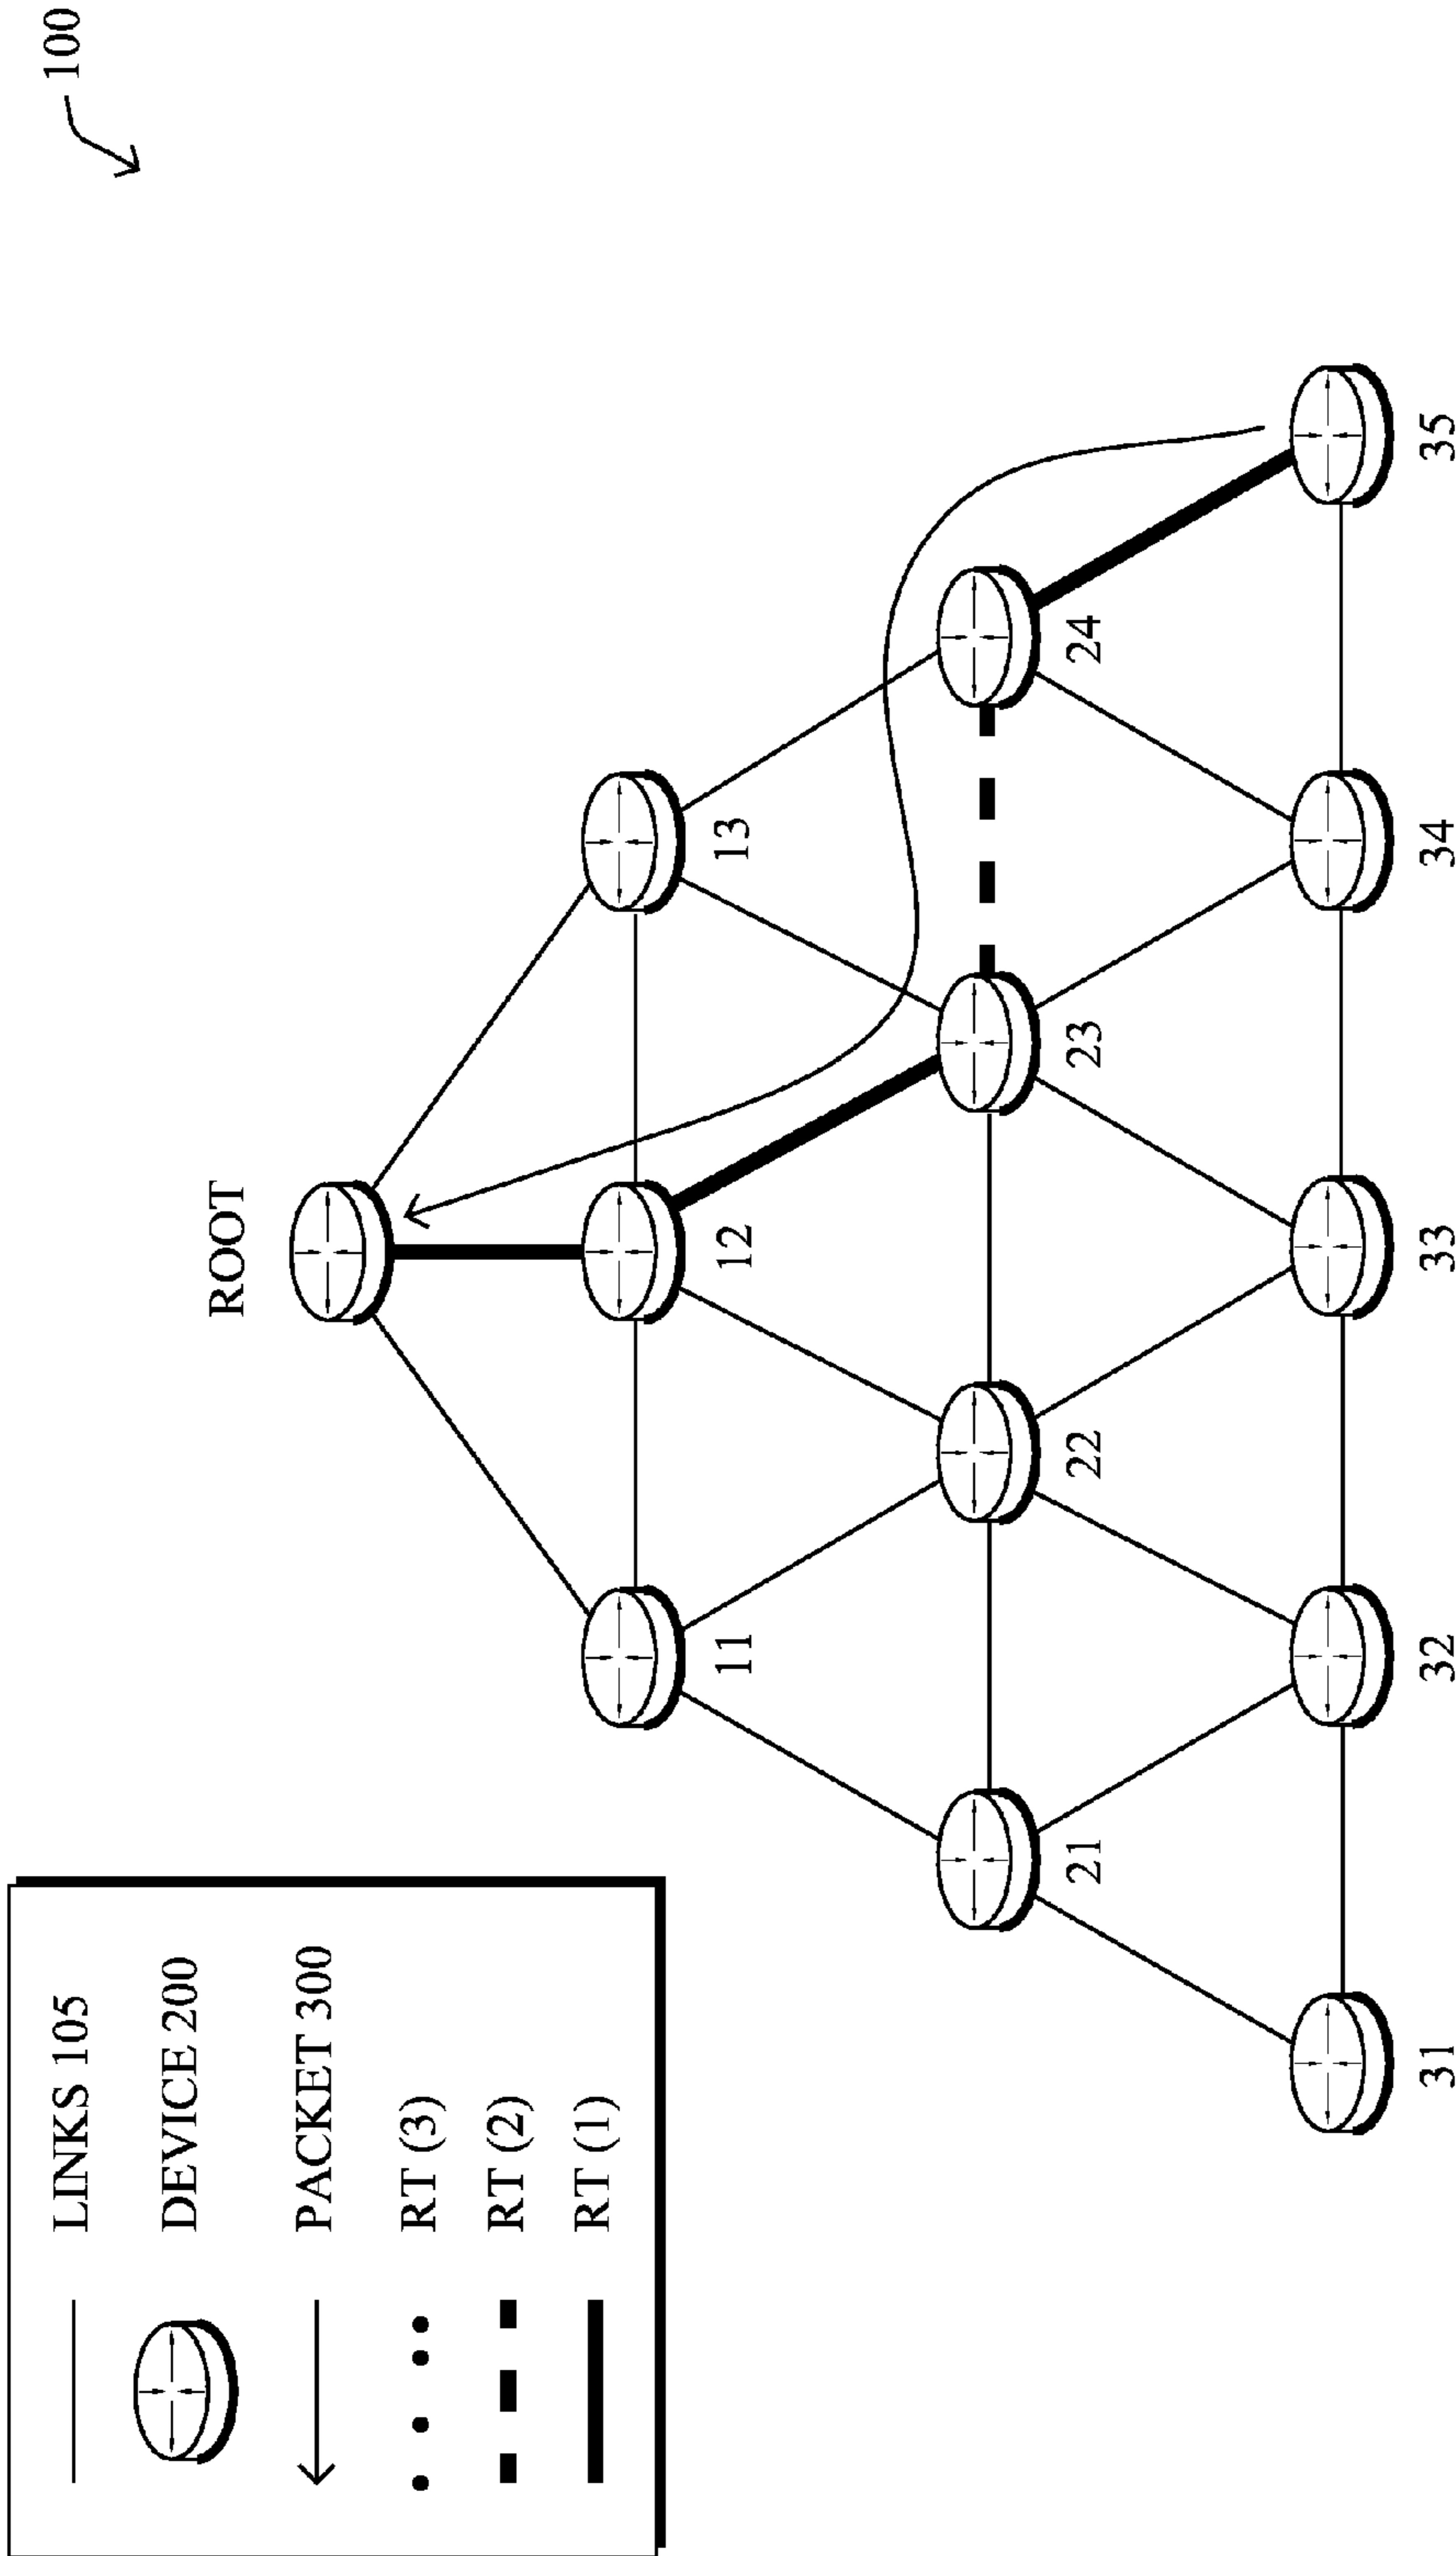 100
LINKS 105
DEVICE 200
PACKET 300
RT (3)
RT (2)
RT (1)
ROOT
11
12
13
21
22
23
24
31
32
33
34
35